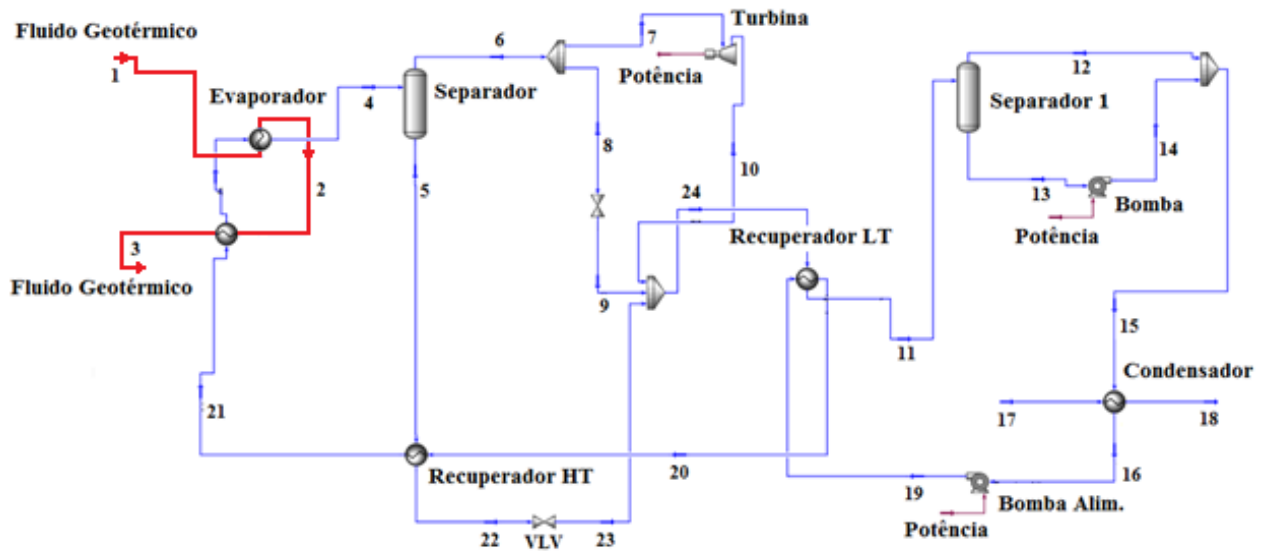 Fluido Geotérmico
1
Evaporador
4
Separador
6
7
Turbina
Potência
8
10
5
2
3
Fluido Geotérmico
9
24
Recuperador LT
11
12
Separador 1
14
13
Bomba
Potência
15
Condensador
17
18
16
21
Recuperador HT
20
19
Bomba Alim.
Potência
22
VLV
23